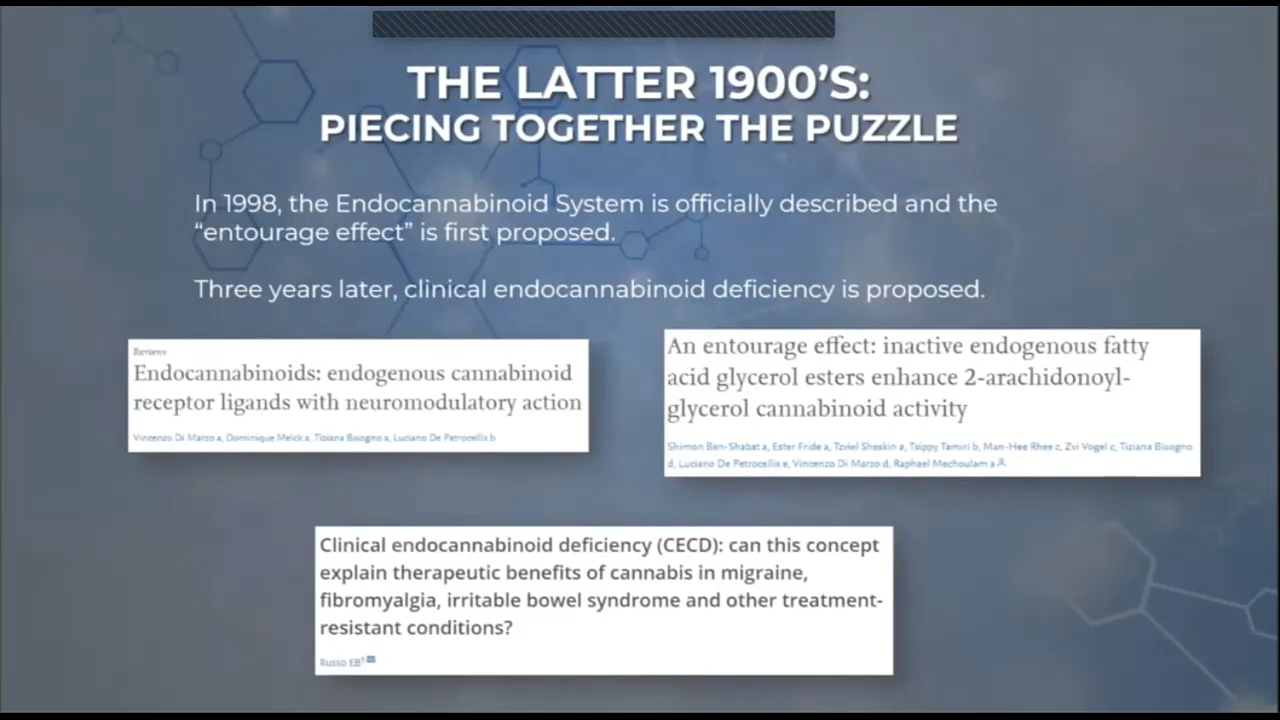 THE LATTER 1900'S:
PIECING TOGETHER THE PUZZLE
In 1998, the Endocannabinoid System is officially described and the
“entourage effect” is first proposed.
Three years later, clinical endocannabinoid deficiency is proposed.
Reviews
Endocannabinoids: endogenous cannabinoid
receptor ligands with neuromodulatory action
Vincenzo Di Marzo a, Dominique Melck a, Tiziana Bisogno a, Luciano De Petrocellis b
An entourage effect: inactive endogenous fatty
acid glycerol esters enhance 2-arachidonoyl-
glycerol cannabinoid activity
Shimon Ben-Shabat a, Ester Fride a, Tzviel Sheskin a, Tsippy Tamiri b, Man-Hee Rhee c, Zvi Vogel c, Tiziana Bisogno
d, Luciano De Petrocellis e, Vincenzo Di Marzo d, Raphael Mechoulam a
Clinical endocannabinoid deficiency (CECD): can this concept
explain therapeutic benefits of cannabis in migraine,
fibromyalgia, irritable bowel syndrome and other treatment-
resistant conditions?
Russo EB1